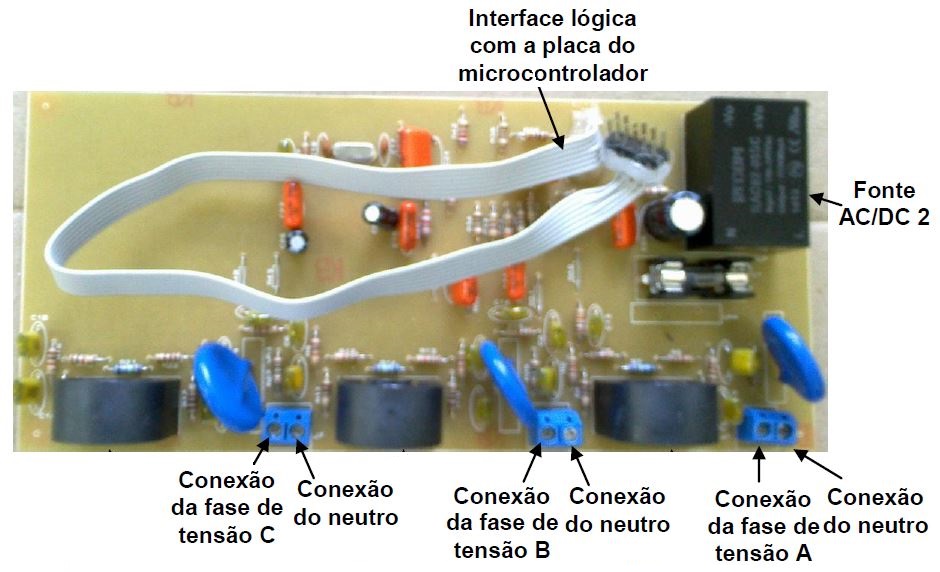 Interface lógica
com a placa do
microcontrolador
Fonte
AC/DC 2
Conexão
da fase de
tensão C
Conexão
do neutro
Conexão
da fase de
tensão B
Conexão
do neutro
Conexão
da fase de
tensão A
Conexão
do neutro